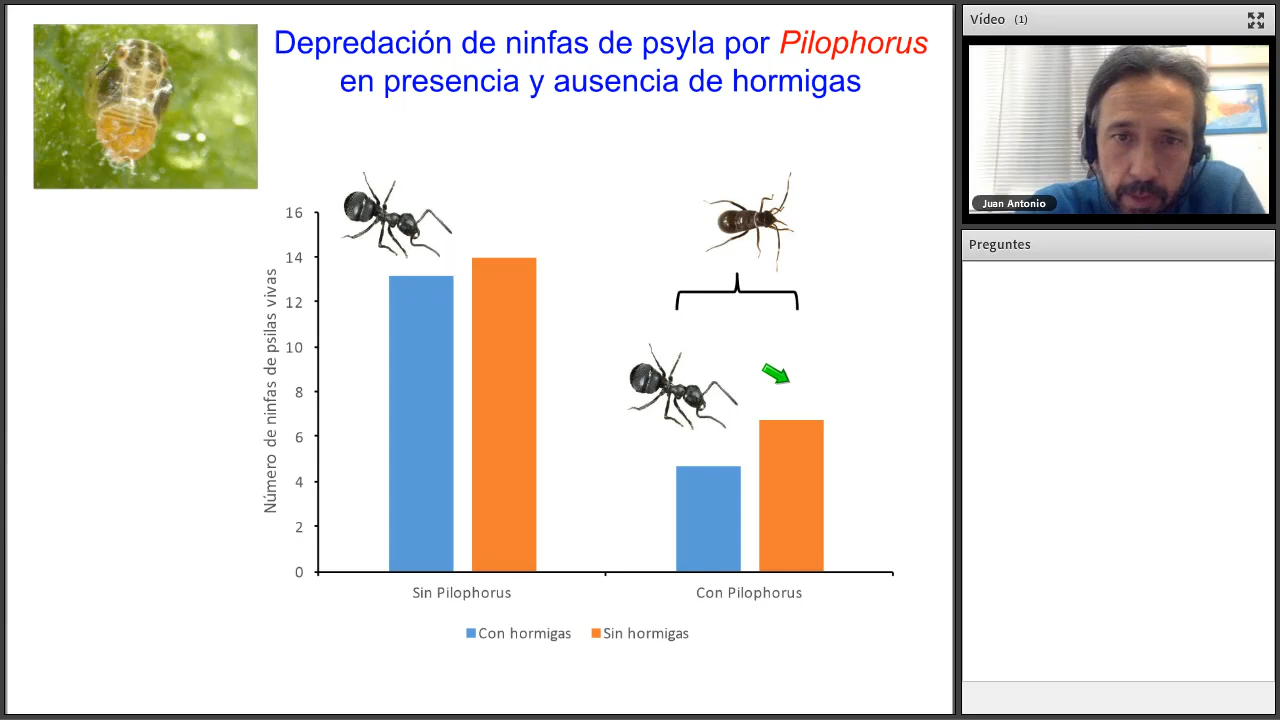 Depredación de ninfas de psyla por Pilophorus
en presencia y ausencia de hormigas
Número de ninfas de psilas vivas
16
14
12
10
8
6
4
2
0
Sin Pilophorus
Con Pilophorus
Con hormigas
Sin hormigas
Vídeo (1)
Juan Antonio
Preguntes